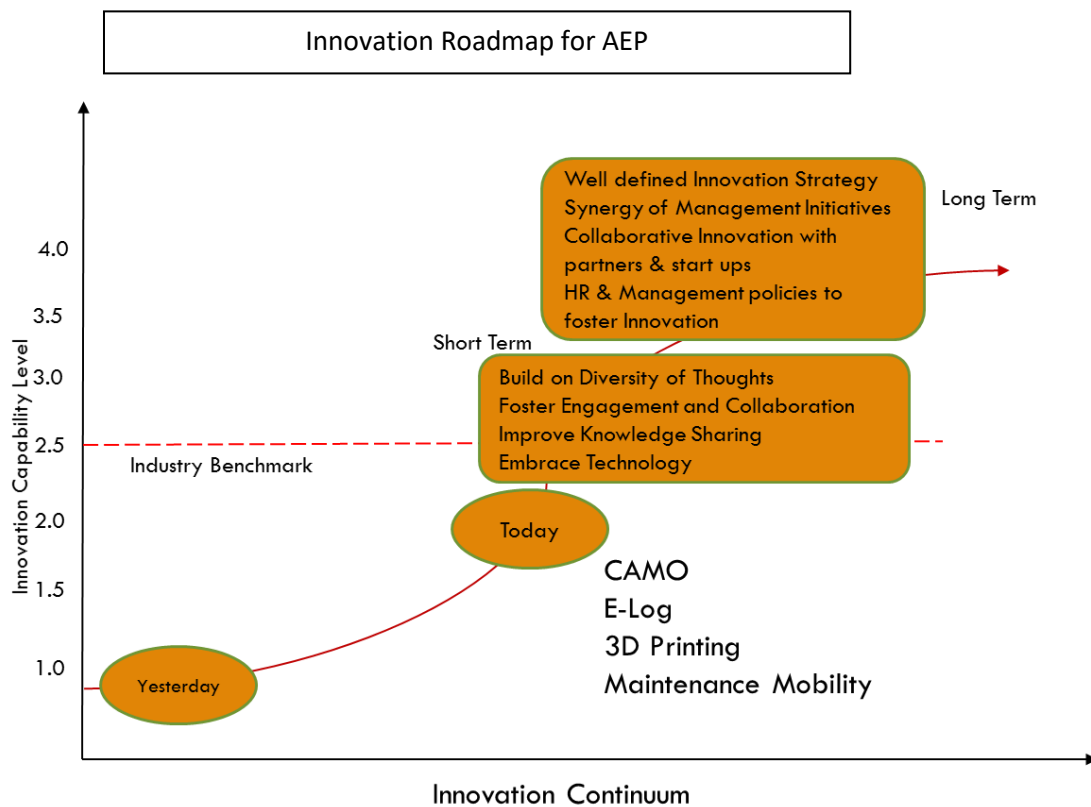 Innovation Roadmap for AEP
Well defined Innovation Strategy
Synergy of Management Initiatives
Collaborative Innovation with
partners & start ups
HR & Management policies to
foster Innovation
Long Term
4.0
3.5
Short Term
3.0
Build on Diversity of Thoughts
Foster Engagement and Collaboration
Improve Knowledge Sharing
Embrace Technology
2.5
Industry Benchmark
2.0
Today
1.5
CAMO
E-Log
3D Printing
Maintenance Mobility
1.0
Yesterday
Innovation Capability Level
Innovation Continuum